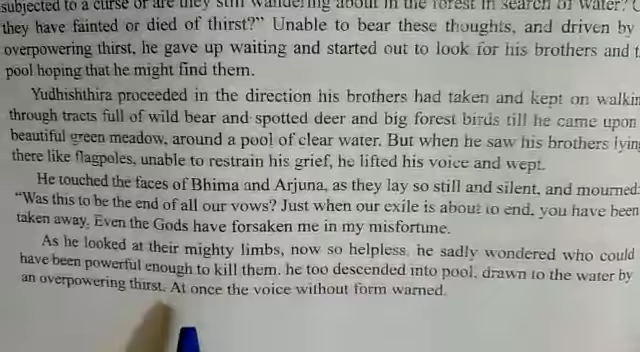 subjected to a curse or are they still wandering about in the forest in search of water?
they have fainted or died of thirst?" Unable to bear these thoughts, and driven by
overpowering thirst, he gave up waiting and started out to look for his brothers and
pool hoping that he might find them.
Yudhishthira proceeded in the direction his brothers had taken and kept on walkin
through tracts full of wild bear and spotted deer and big forest birds till he came upon
beautiful green meadow, around a pool of clear water. But when he saw his brothers lying
there like flagpoles, unable to restrain his grief, he lifted his voice and wept.
He touched the faces of Bhima and Arjuna, as they lay so still and silent, and mourned:
"Was this to be the end of all our vows? Just when our exile is about to end, you have been
taken away. Even the Gods have forsaken me in my misfortune.
As he looked at their mighty limbs, now so helpless, he sadly wondered who could
have been powerful enough to kill them. he too descended into pool, drawn to the water by
an overpowering thirst. At once the voice without form warned.